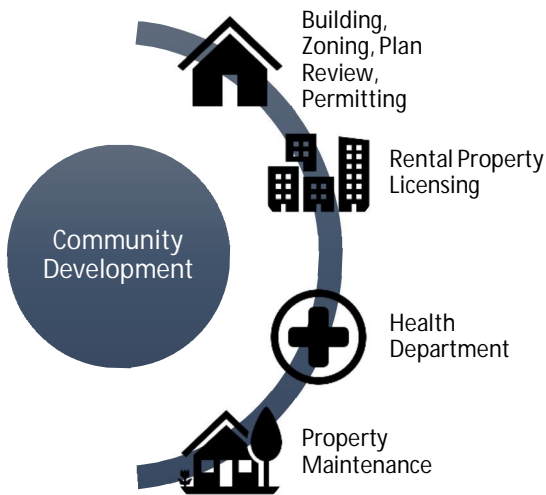 Building,
Zoning, Plan
Review,
Permitting
Rental Property
Licensing
Community
Development
Health
Department
Property
Maintenance